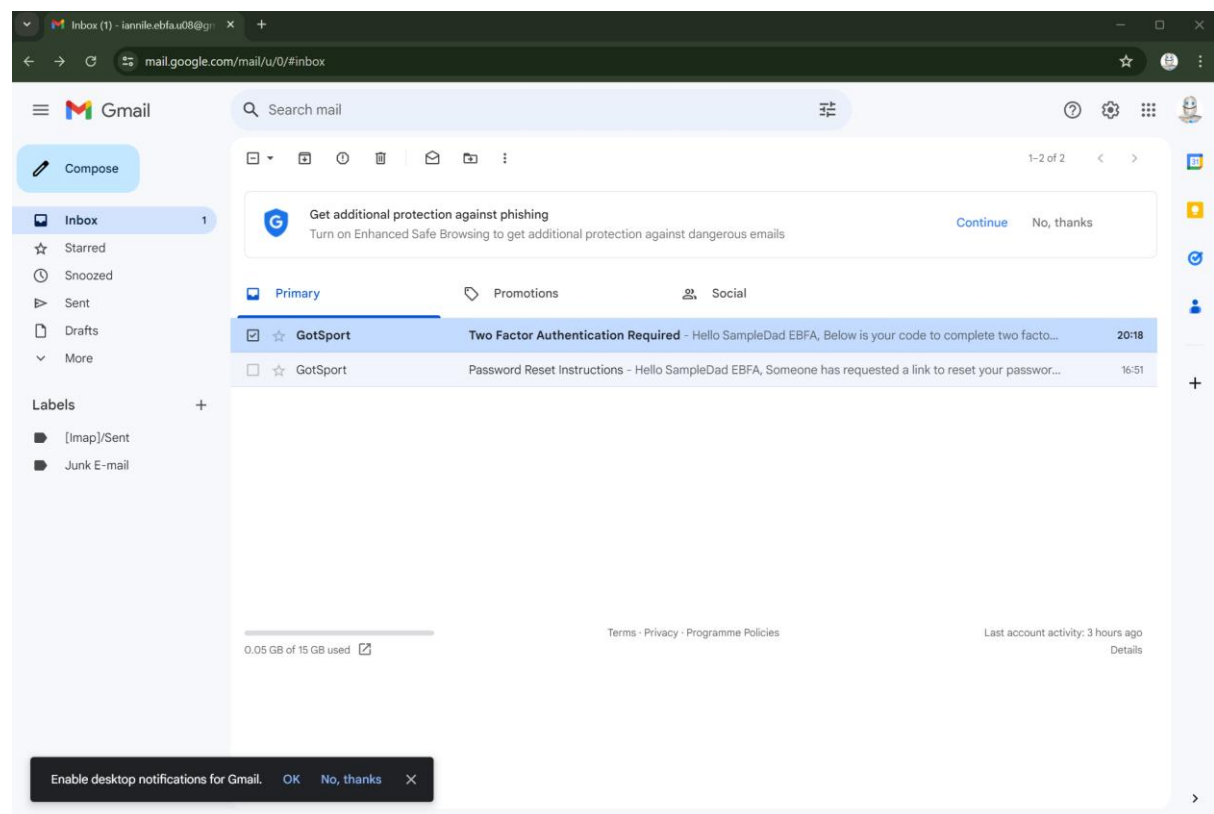 Inbox (1) - iannile.ebfa.u08@gm
mail.google.com/mail/u/0/#inbox
Gmail
Search mail
Compose
1-2 of 2
31
Get additional protection against phishing
Turn on Enhanced Safe Browsing to get additional protection against dangerous emails
Continue No, thanks
Inbox 1
Starred
Snoozed
Sent
Drafts
More
Labels
[Imap]/Sent
Junk E-mail
Primary Promotions Social
GotSport Two Factor Authentication Required - Hello SampleDad EBFA, Below is your code to complete two facto... 20:18
GotSport Password Reset Instructions - Hello SampleDad EBFA, Someone has requested a link to reset your passwor... 16:51
0.05 GB of 15 GB used
Terms · Privacy · Programme Policies
Last account activity: 3 hours ago
Details
Enable desktop notifications for Gmail. OK No, thanks